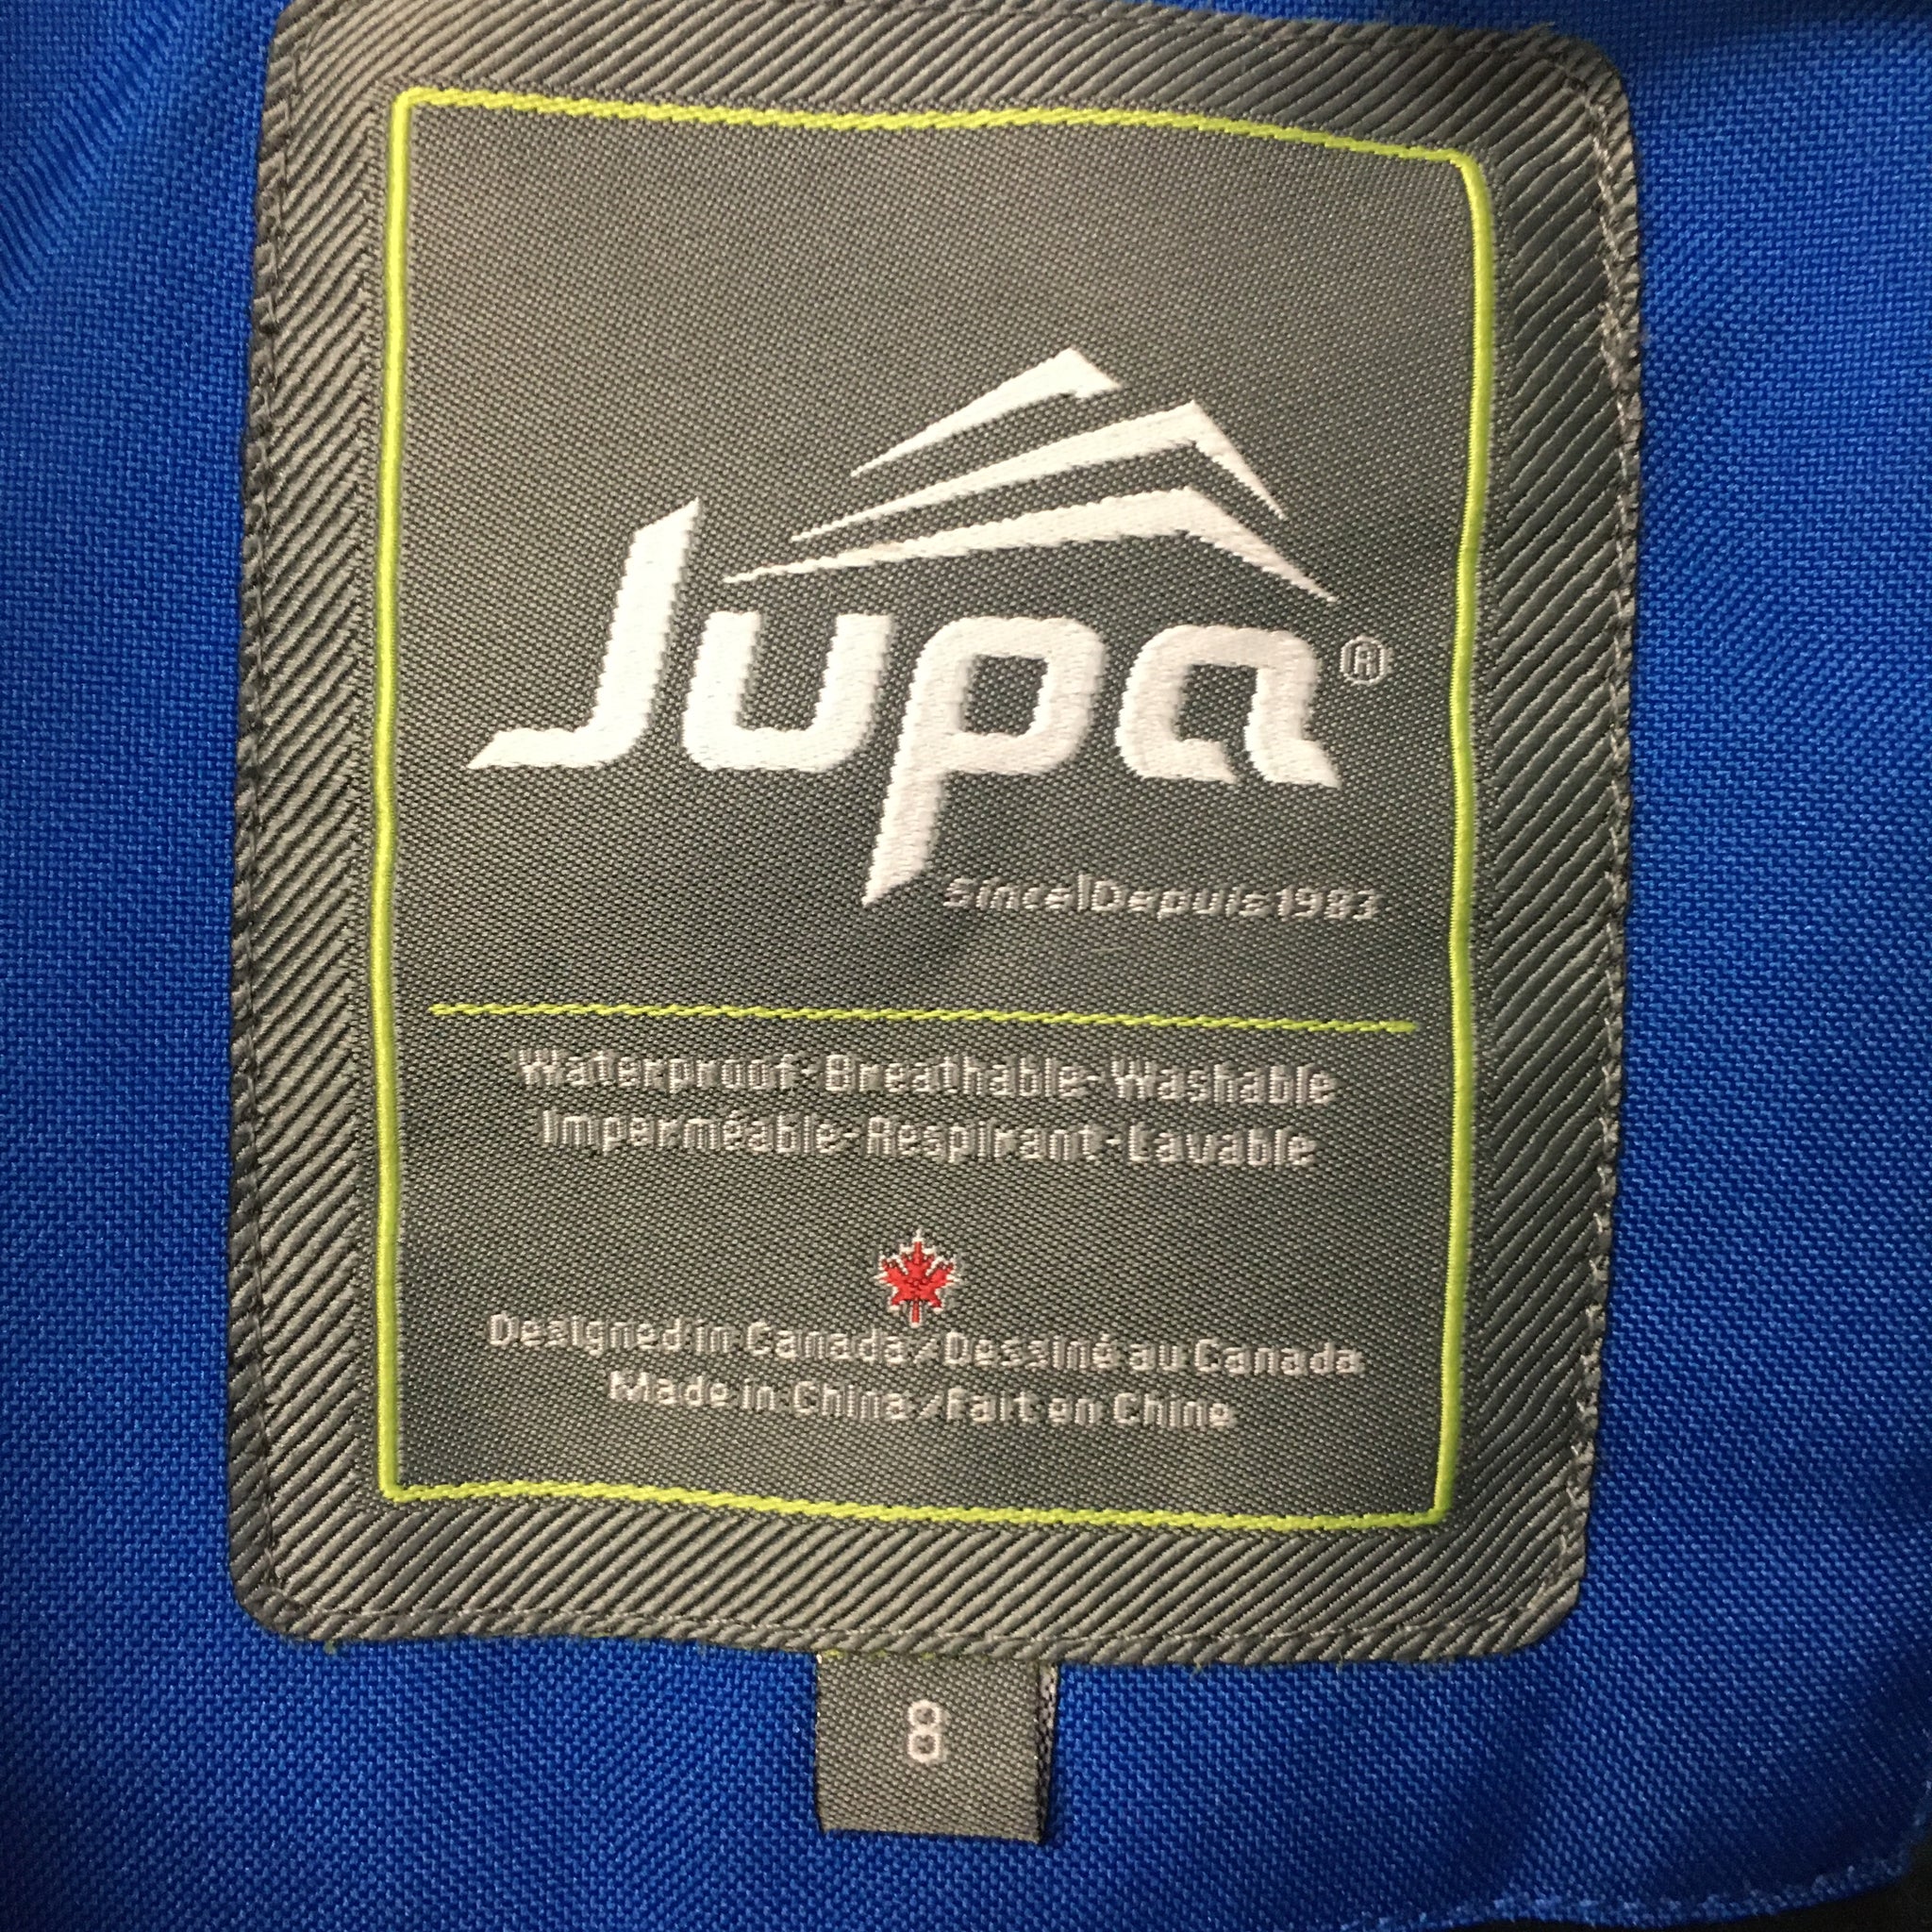 Jupa®
Since|Depuis 1983
Waterproof-Breathable-Washable
Imperméable-Respirant-Lavable
Designed in Canada/Dessiné au Canada
Made in China/Fait en Chine
8